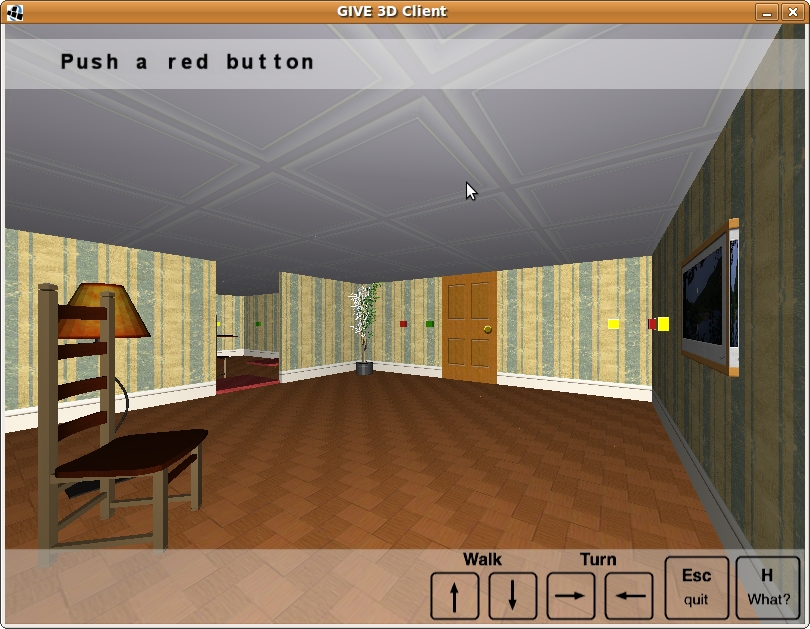 GIVE 3D Client
Push a red button
Walk
Turn
Esc
quit
H
What?